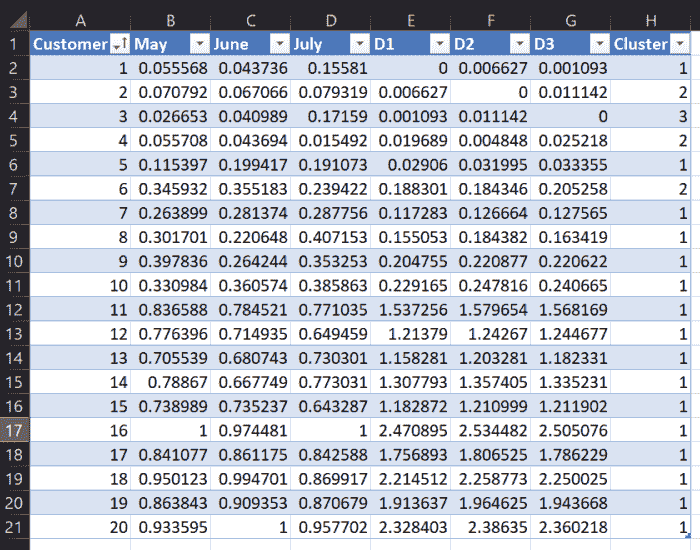 A B C D E F G H
1 Customer May June July D1 D2 D3 Cluster
2 1 0.055568 0.043736 0.15581 0 0.006627 0.001093 1
3 2 0.070792 0.067066 0.079319 0.006627 0 0.011142 2
4 3 0.026653 0.040989 0.17159 0.001093 0.011142 0 3
5 4 0.055708 0.043694 0.015492 0.019689 0.004848 0.025218 2
6 5 0.115397 0.199417 0.191073 0.02906 0.031995 0.033355 1
7 6 0.345932 0.355183 0.239422 0.188301 0.184346 0.205258 2
8 7 0.263899 0.281374 0.287756 0.117283 0.126664 0.127565 1
9 8 0.301701 0.220648 0.407153 0.155053 0.184382 0.163419 1
10 9 0.397836 0.264244 0.353253 0.204755 0.220877 0.220622 1
11 10 0.330984 0.360574 0.385863 0.229165 0.247816 0.240665 1
12 11 0.836588 0.784521 0.771035 1.537256 1.579654 1.568169 1
13 12 0.776396 0.714935 0.649459 1.21379 1.24267 1.244677 1
14 13 0.705539 0.680743 0.730301 1.158281 1.203281 1.182331 1
15 14 0.78867 0.667749 0.773031 1.307793 1.357405 1.335231 1
16 15 0.738989 0.735237 0.643287 1.182872 1.210999 1.211902 1
17 16 1 0.974481 1 2.470895 2.534482 2.505076 1
18 17 0.841077 0.861175 0.842588 1.756893 1.806525 1.786229 1
19 18 0.950123 0.994701 0.869917 2.214512 2.258773 2.250025 1
20 19 0.863843 0.909353 0.870679 1.913637 1.964625 1.943668 1
21 20 0.933595 1 0.957702 2.328403 2.38635 2.360218 1